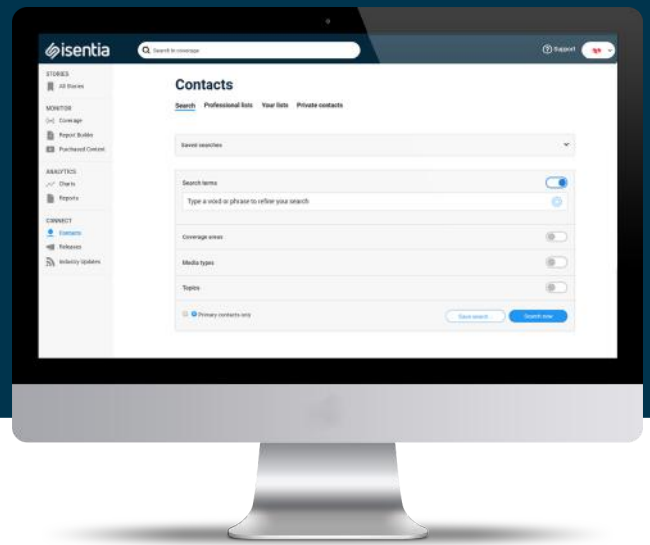 isentia
Search in coverage
Support
STORIES
All Stories
MONITOR
Coverage
Report Builder
Purchased Content
ANALYTICS
Charts
Reports
CONNECT
Contacts
Releases
Industry Updates
Contacts
Search Professional lists Your lists Private contacts
Saved searches
Search terms
Type a word or phrase to refine your search
Coverage areas
Media types
Topics
Primary contacts only
Save search
Search now